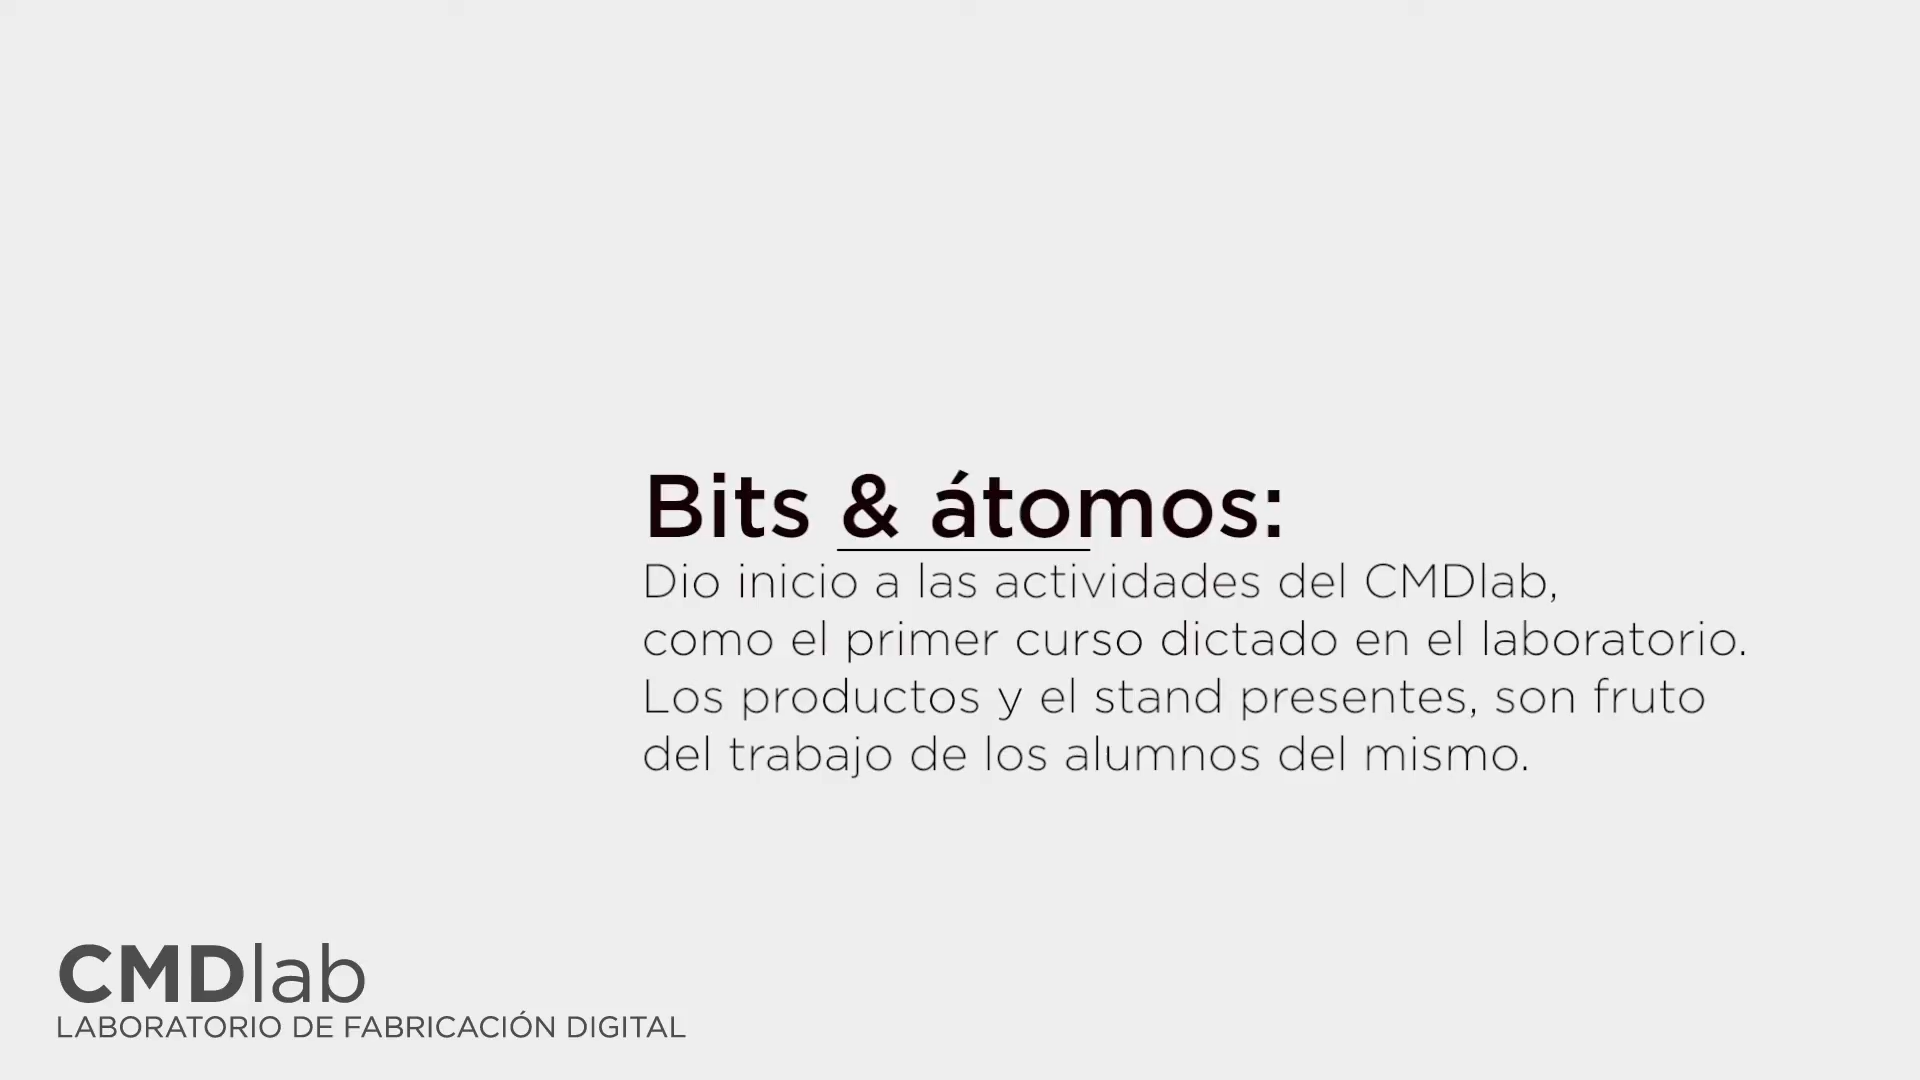 Bits & átomos:
Dio inicio a las actividades del CMDlab,
como el primer curso dictado en el laboratorio.
Los productos y el stand presentes, son fruto
del trabajo de los alumnos del mismo.
CMDlab
LABORATORIO DE FABRICACIÓN DIGITAL